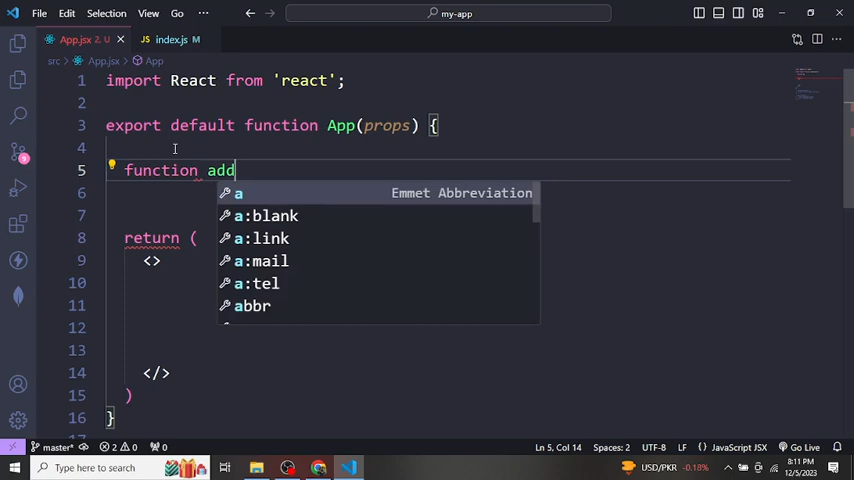 File Edit Selection View Go ··· my-app
App.jsx 2, U index.js M
src > App.jsx > App
1 import React from 'react';
2
3 export default function App(props) {
4
5 function add
a Emmet Abbreviation
6
a:blank
7
8 return (
a:link
9 <>
a:mail
10
a:tel
11
abbr
12
13
14 </>
15 )
16 }
master* 2 0 0 Ln 5, Col 14 Spaces: 2 UTF-8 LF {} JavaScript JSX Go Live
Type here to search USD/PKR -0.18% 8:11 PM
12/5/2023